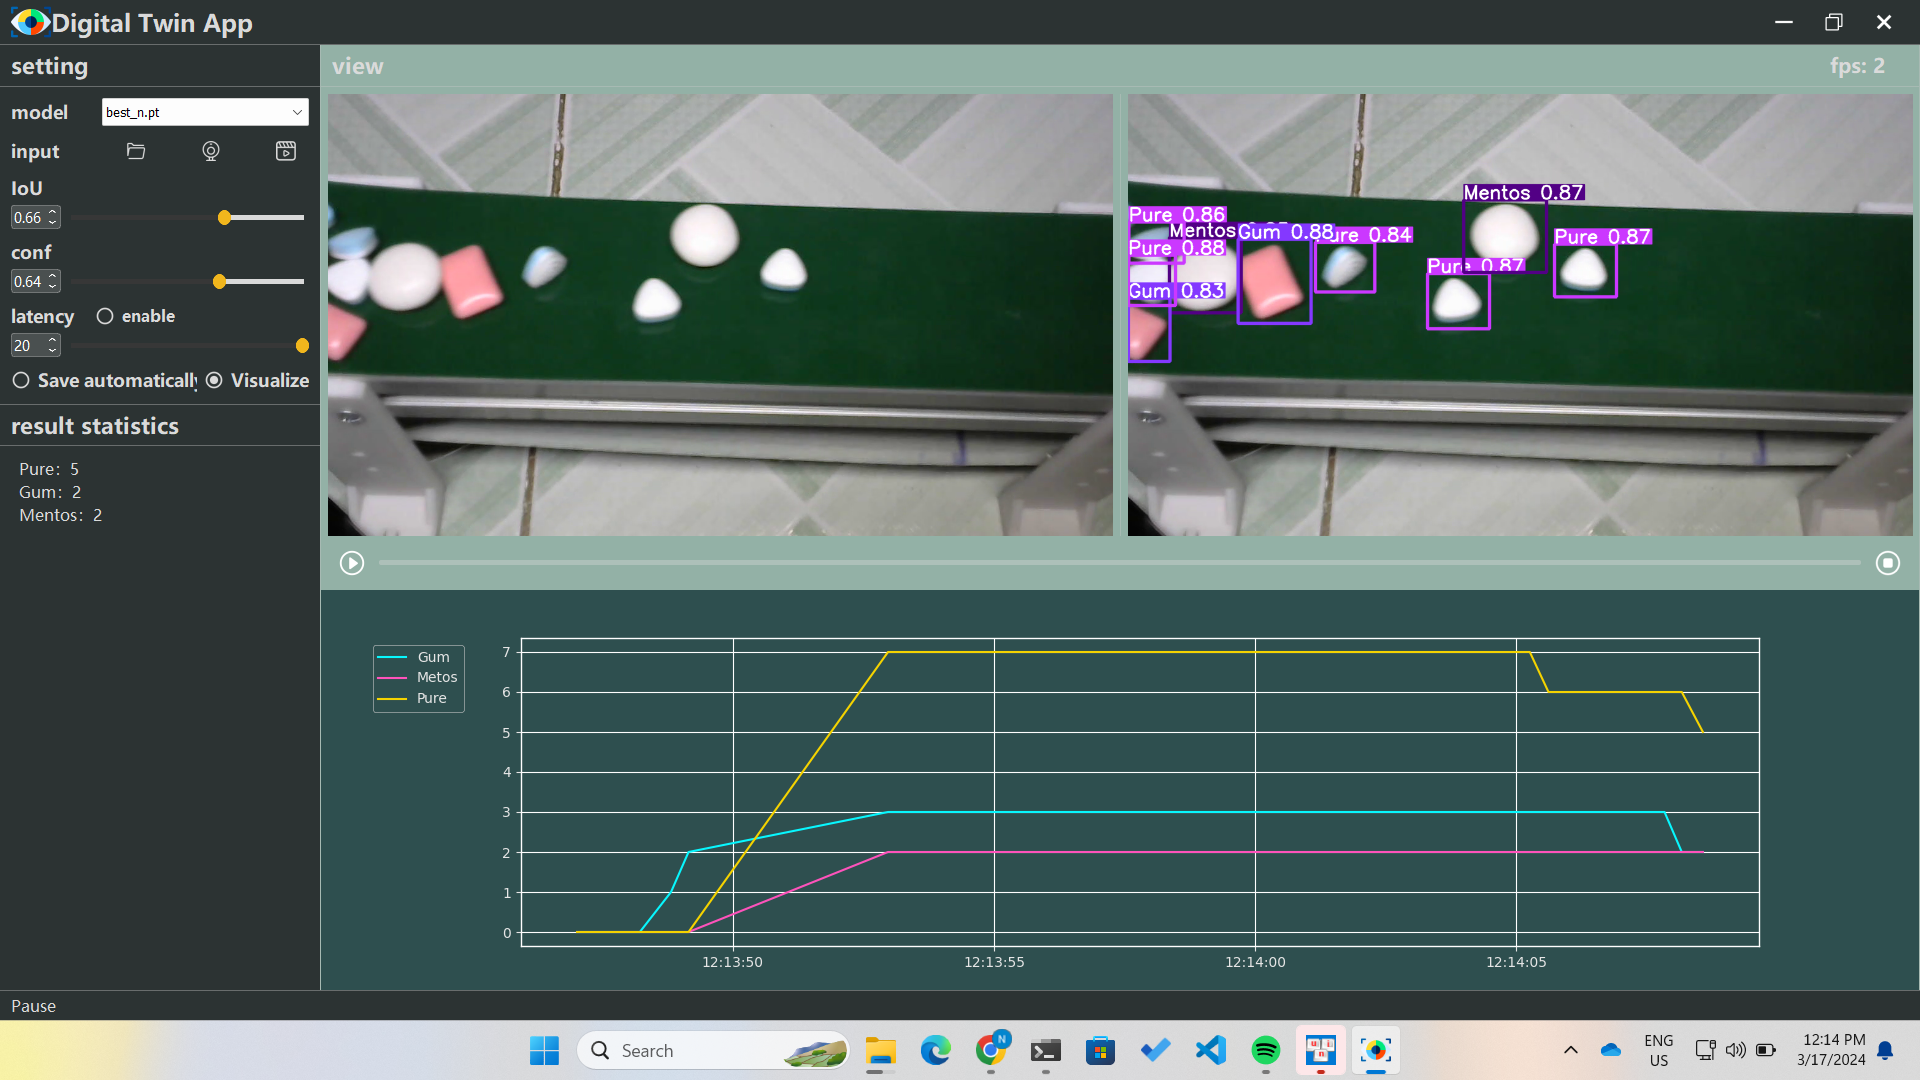 Digital Twin App
setting
model
best_n.pt
input
IoU
0.66
conf
0.64
latency
enable
20
Save automatically
Visualize
result statistics
Pure: 5
Gum: 2
Mentos: 2
view
fps: 2
Mentos 0.87
Pure 0.86
Mentos
Gum 0.88
Pure 0.84
Pure 0.87
Pure 0.88
Pure 0.87
Gum 0.83
Gum
Metos
Pure
7
6
5
4
3
2
1
0
12:13:50
12:13:55
12:14:00
12:14:05
Pause
Search
N
ENG
US
12:14 PM
3/17/2024